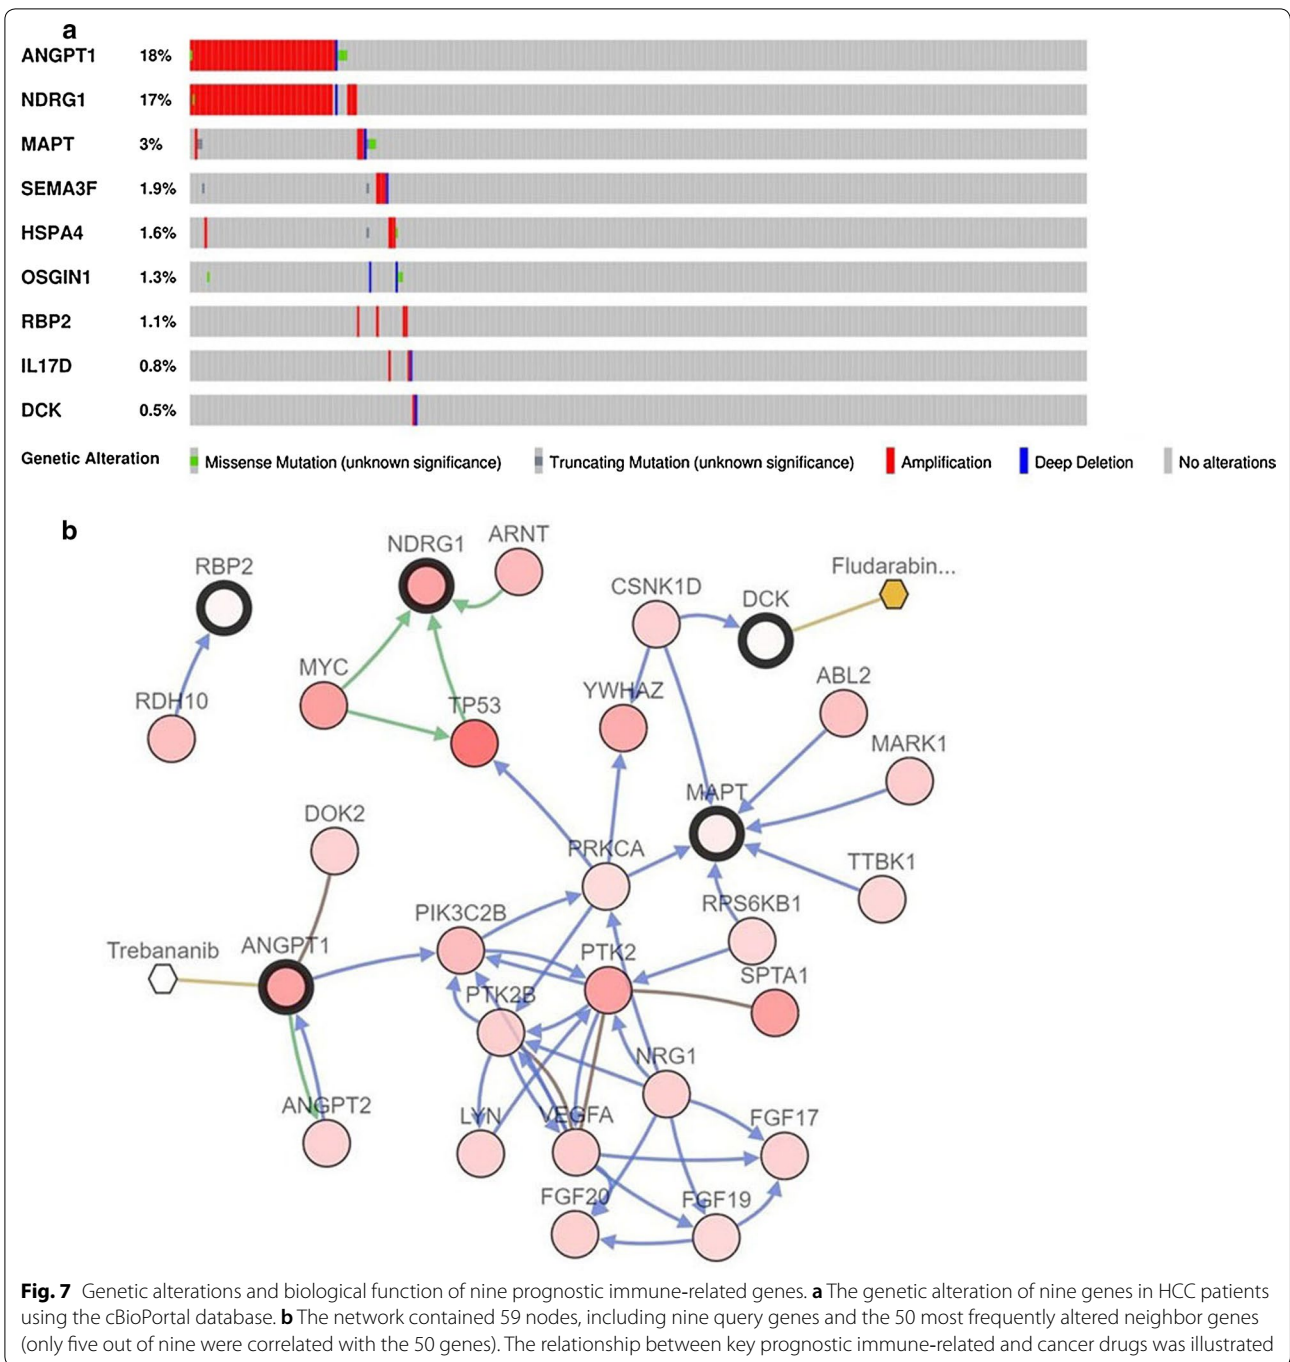 a
ANGPT1 18%
NDRG1 17%
MAPT 3%
SEMA3F 1.9%
HSPA4 1.6%
OSGIN1 1.3%
RBP2 1.1%
IL17D 0.8%
DCK 0.5%
Genetic Alteration Missense Mutation (unknown significance) Truncating Mutation (unknown significance) Amplification Deep Deletion No alterations
b
ARNT
NDRG1
RBP2
Fludarabin...
CSNK1D
DCK
MYC
YWHAZ
ABL2
RDH10
TP53
MARK1
MAPT
DOK2
PRKCA
TTBK1
RPS6KB1
PIK3C2B
Trebananib
ANGPT1
PTK2
SPTA1
PTK2B
NRG1
ANGPT2
LYN
VEGFA
FGF17
FGF20
FGF19
Fig. 7 Genetic alterations and biological function of nine prognostic immune-related genes. a The genetic alteration of nine genes in HCC patients
using the cBioPortal database. b The network contained 59 nodes, including nine query genes and the 50 most frequently altered neighbor genes
(only five out of nine were correlated with the 50 genes). The relationship between key prognostic immune-related and cancer drugs was illustrated